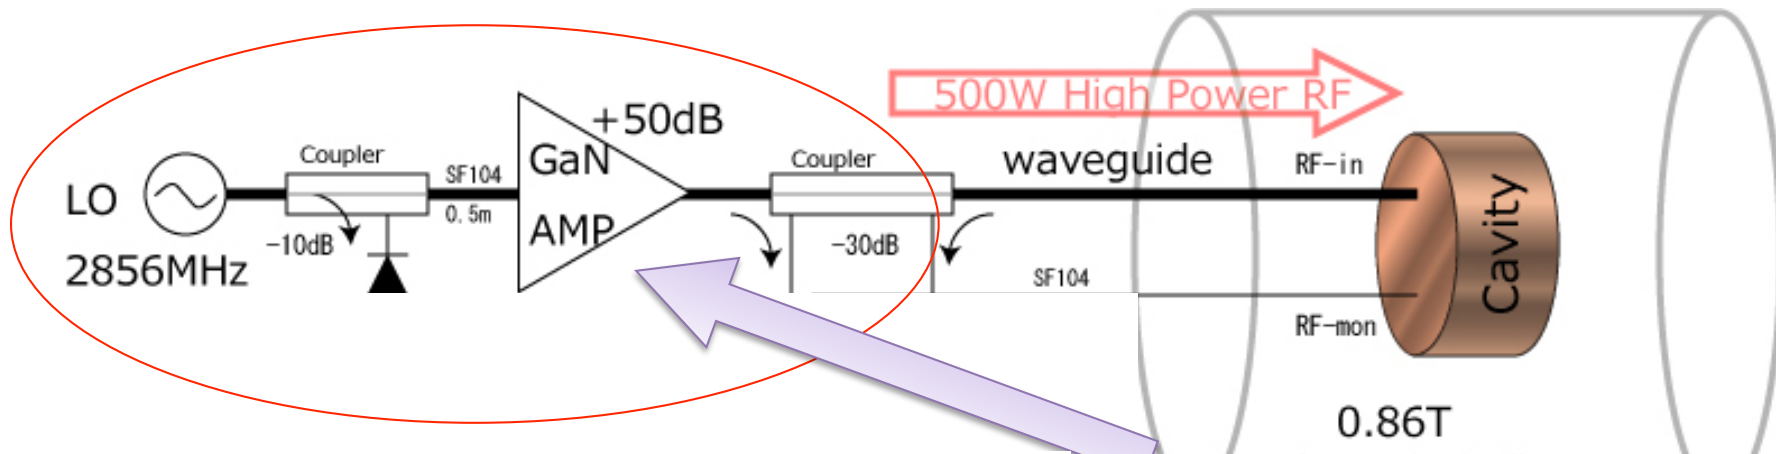 500W High Power RF
+50dB
Coupler
GaN
Coupler
waveguide
RF-in
SF104
LO
0.5m
AMP
-10dB
-30dB
2856MHz
SF104
Cavity
RF-mon
0.86T